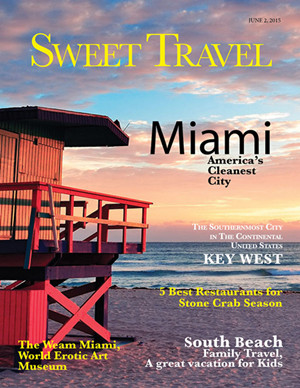 JUNE 2, 2015
SWEET TRAVEL
Miami
America's
Cleanest
City
THE SOUTHERNMOST CITY
IN THE CONTINENTAL
UNITED STATES
KEY WEST
5 Best Restaurants for
Stone Crab Season
The Weam Miami,
World Erotic Art
Museum
South Beach
Family Travel,
A great vacation for Kids